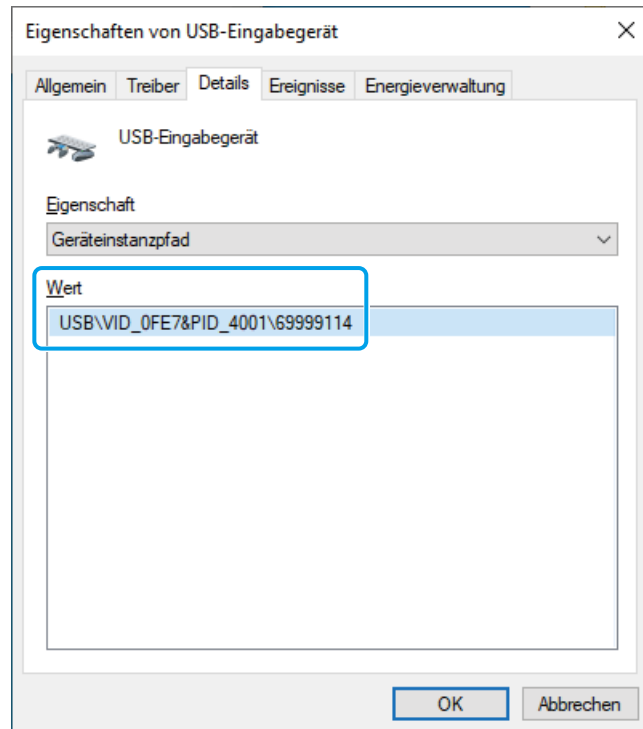 Eigenschaften von USB-Eingabegerät
Allgemein Treiber Details Ereignisse Energieverwaltung
USB-Eingabegerät
Eigenschaft
Geräteinstanzpfad
Wert
USB\VID_0FE7&PID_4001\69999114
OK Abbrechen